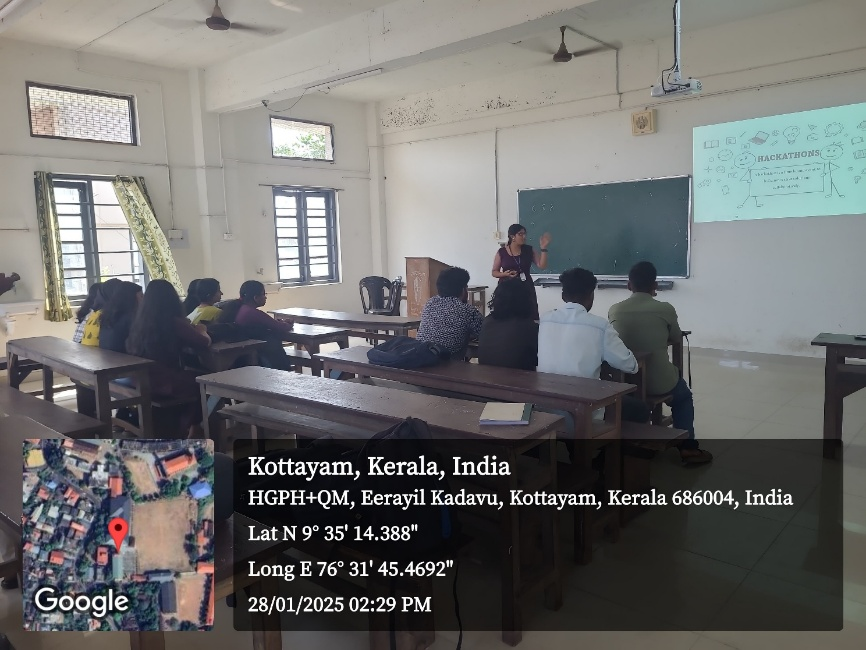 HACKATHONS
Kottayam, Kerala, India
HGPH+QM, Eerayil Kadavu, Kottayam, Kerala 686004, India
Lat N 9° 35' 14.388"
Long E 76° 31' 45.4692"
28/01/2025 02:29 PM
Google